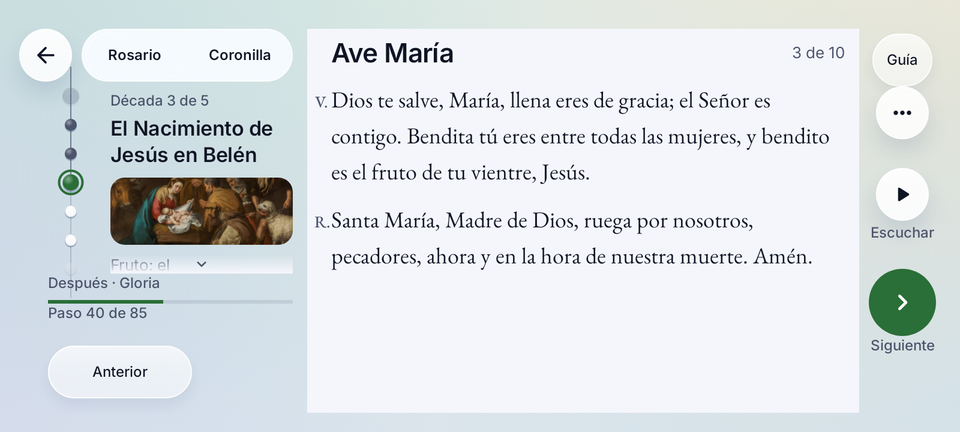 Rosario
Coronilla
Década 3 de 5
El Nacimiento de
Jesús en Belén
Fruto: el
Después · Gloria
Paso 40 de 85
Anterior
Ave María
3 de 10
V. Dios te salve, María, llena eres de gracia; el Señor es
contigo. Bendita tú eres entre todas las mujeres, y bendito
es el fruto de tu vientre, Jesús.
R. Santa María, Madre de Dios, ruega por nosotros,
pecadores, ahora y en la hora de nuestra muerte. Amén.
Guía
Escuchar
Siguiente